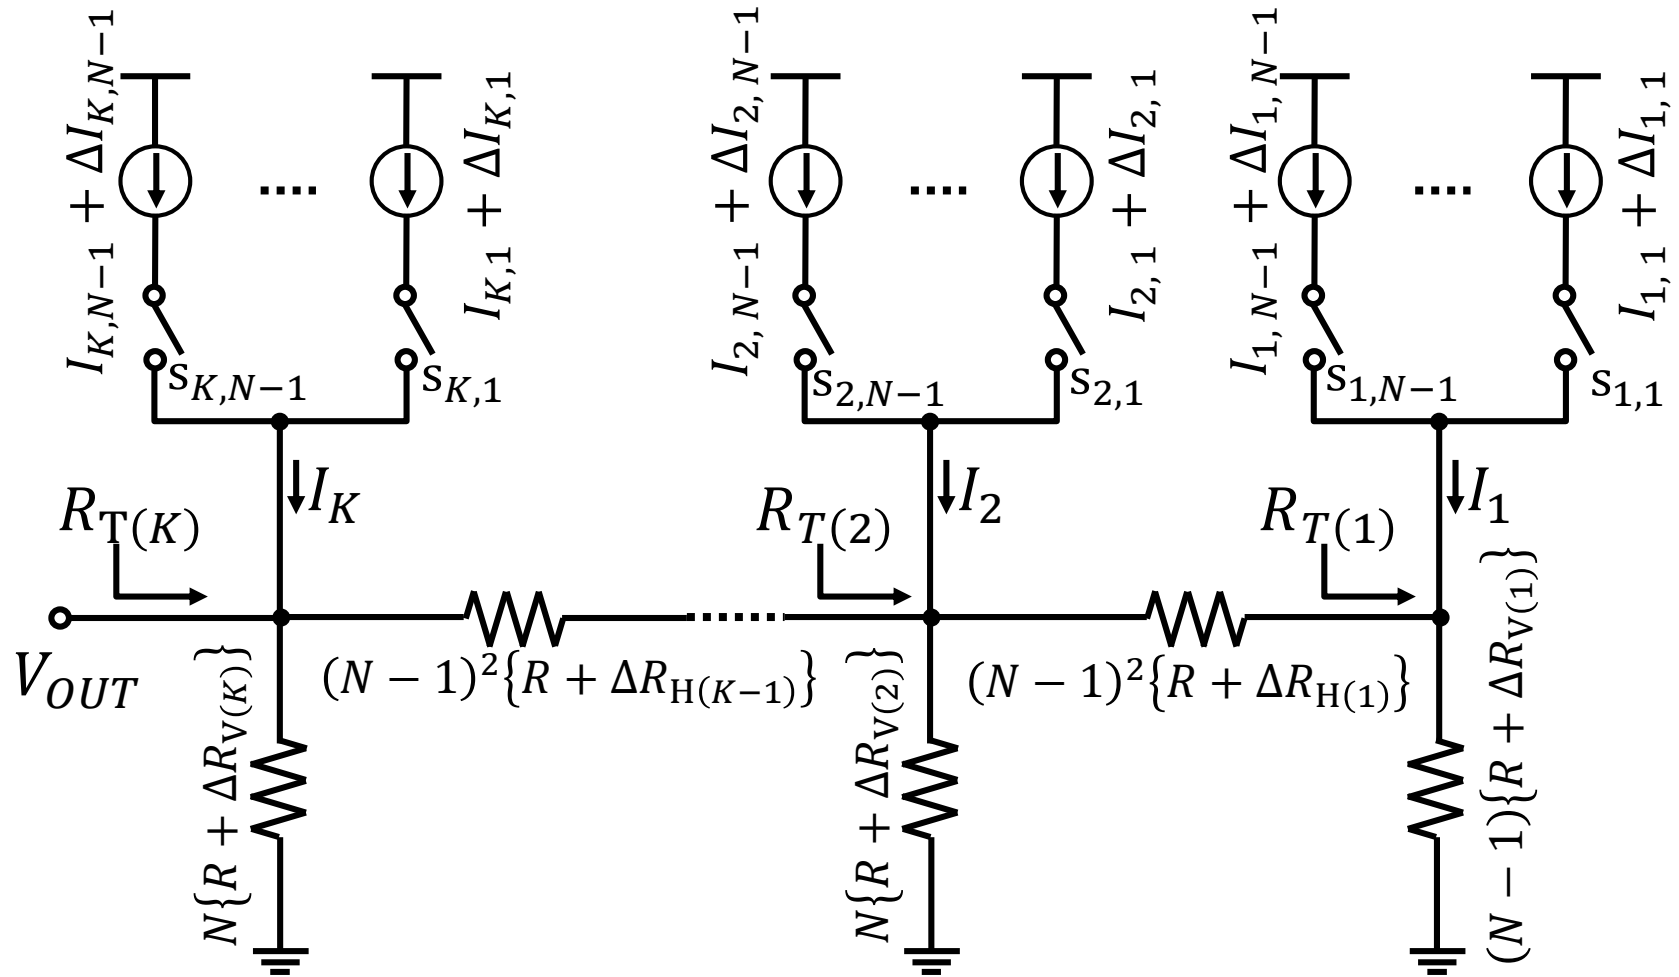 I_{K,N−1} + ΔI_{K,N−1}
I_{K,1} + ΔI_{K,1}
I_{2,N−1} + ΔI_{2,N−1}
I_{2,1} + ΔI_{2,1}
I_{1,N−1} + ΔI_{1,N−1}
I_{1,1} + ΔI_{1,1}
s_{K,N−1}
s_{K,1}
s_{2,N−1}
s_{2,1}
s_{1,N−1}
s_{1,1}
R_{T(K)}
I_K
R_{T(2)}
I_2
R_{T(1)}
I_1
V_{OUT}
(N − 1)²{R + ΔR_{H(K−1)}}
(N − 1)²{R + ΔR_{H(1)}}
N{R + ΔR_{V(K)}}
N{R + ΔR_{V(2)}}
(N − 1){R + ΔR_{V(1)}}